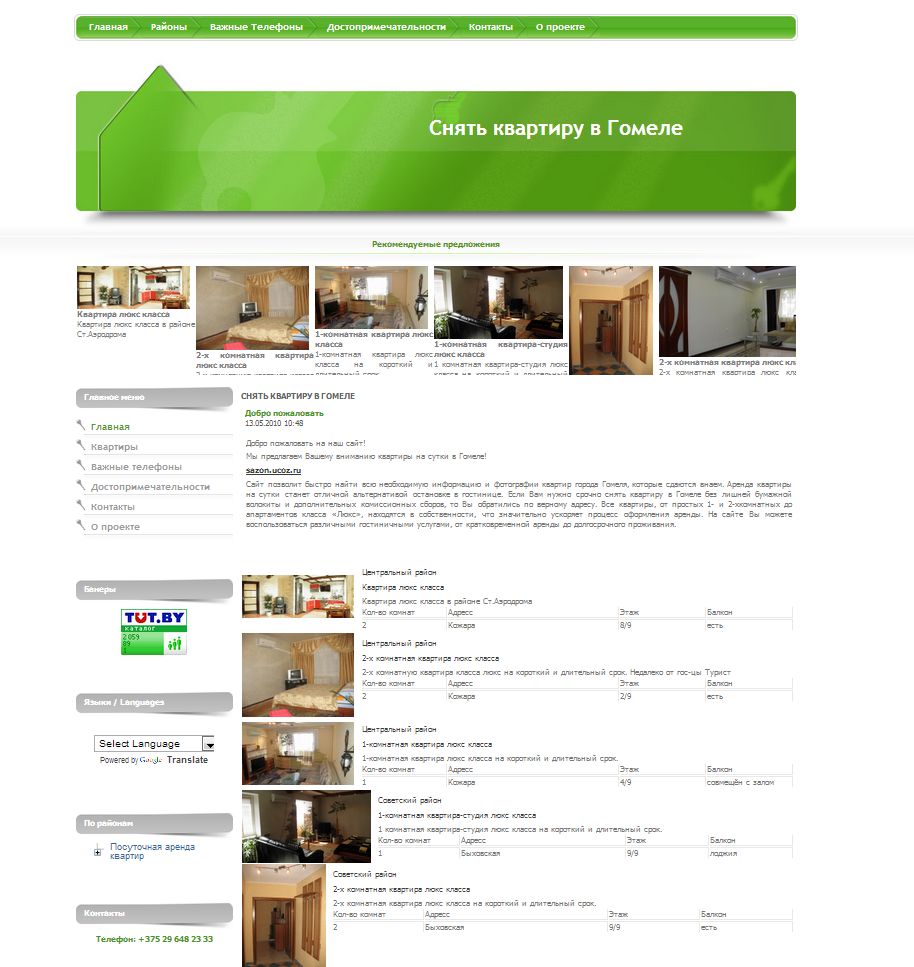 Главная Районы Важные Телефоны Достопримечательности Контакты О проекте
Снять квартиру в Гомеле
Рекомендуемые предложения
Квартира люкс класса
Квартира люкс класса в районе
Ст.Аэродрома
2-х комнатная квартира
люкс класса
1-комнатная квартира люкс
класса
1-комнатная квартира люкс
класса на короткий и
длительный срок
1-комнатная квартира-студия
люкс класса
1 комнатная квартира-студия люкс
класса на короткий и длительный
2-х комнатная квартира люкс
2-х комнатная квартира люкс
Главное меню
Главная
Квартиры
Важные телефоны
Достопримечательности
Контакты
О проекте
СНЯТЬ КВАРТИРУ В ГОМЕЛЕ
Добро пожаловать
13.05.2010 10:48
Добро пожаловать на наш сайт!
Мы предлагаем Вашему вниманию квартиры на сутки в Гомеле!
sazon.ucoz.ru
Сайт позволит быстро найти всю необходимую информацию и фотографии квартир города Гомеля, которые сдаются внаем. Аренда квартиры
на сутки станет отличной альтернативой остановке в гостинице. Если Вам нужно срочно снять квартиру в Гомеле без лишней бумажной
волокиты и дополнительных комиссионных сборов, то Вы обратились по верному адресу. Все квартиры, от простых 1- и 2-хкомнатных до
апартаментов класса «Люкс», находятся в собственности, что значительно ускоряет процесс оформления аренды. На сайте Вы можете
воспользоваться различными гостиничными услугами, от кратковременной аренды до долгосрочного проживания.
Банеры
TUT.BY
каталог
2 059
89
1
Языки / Languages
Select Language
Powered by Google Translate
По районам
Посуточная аренда
квартир
Контакты
Телефон: +375 29 648 23 33
Центральный район
Квартира люкс класса
Квартира люкс класса в районе Ст.Аэродрома
Кол-во комнат Адресс Этаж Балкон
2 Кожара 8/9 есть
Центральный район
2-х комнатная квартира люкс класса
2-х комнатную квартира класса люкс на короткий и длительный срок. Недалеко от гос-цы Турист
Кол-во комнат Адресс Этаж Балкон
2 Кожара 2/9 есть
Центральный район
1-комнатная квартира люкс класса
1-комнатная квартира люкс класса на короткий и длительный срок.
Кол-во комнат Адресс Этаж Балкон
1 Кожара 4/9 совмещён с залом
Советский район
1-комнатная квартира-студия люкс класса
1 комнатная квартира-студия люкс класса на короткий и длительный срок.
Кол-во комнат Адресс Этаж Балкон
1 Быховская 9/9 лоджия
Советский район
2-х комнатная квартира люкс класса
2-х комнатная квартира люкс класса на короткий и длительный срок.
Кол-во комнат Адресс Этаж Балкон
2 Быховская 9/9 есть